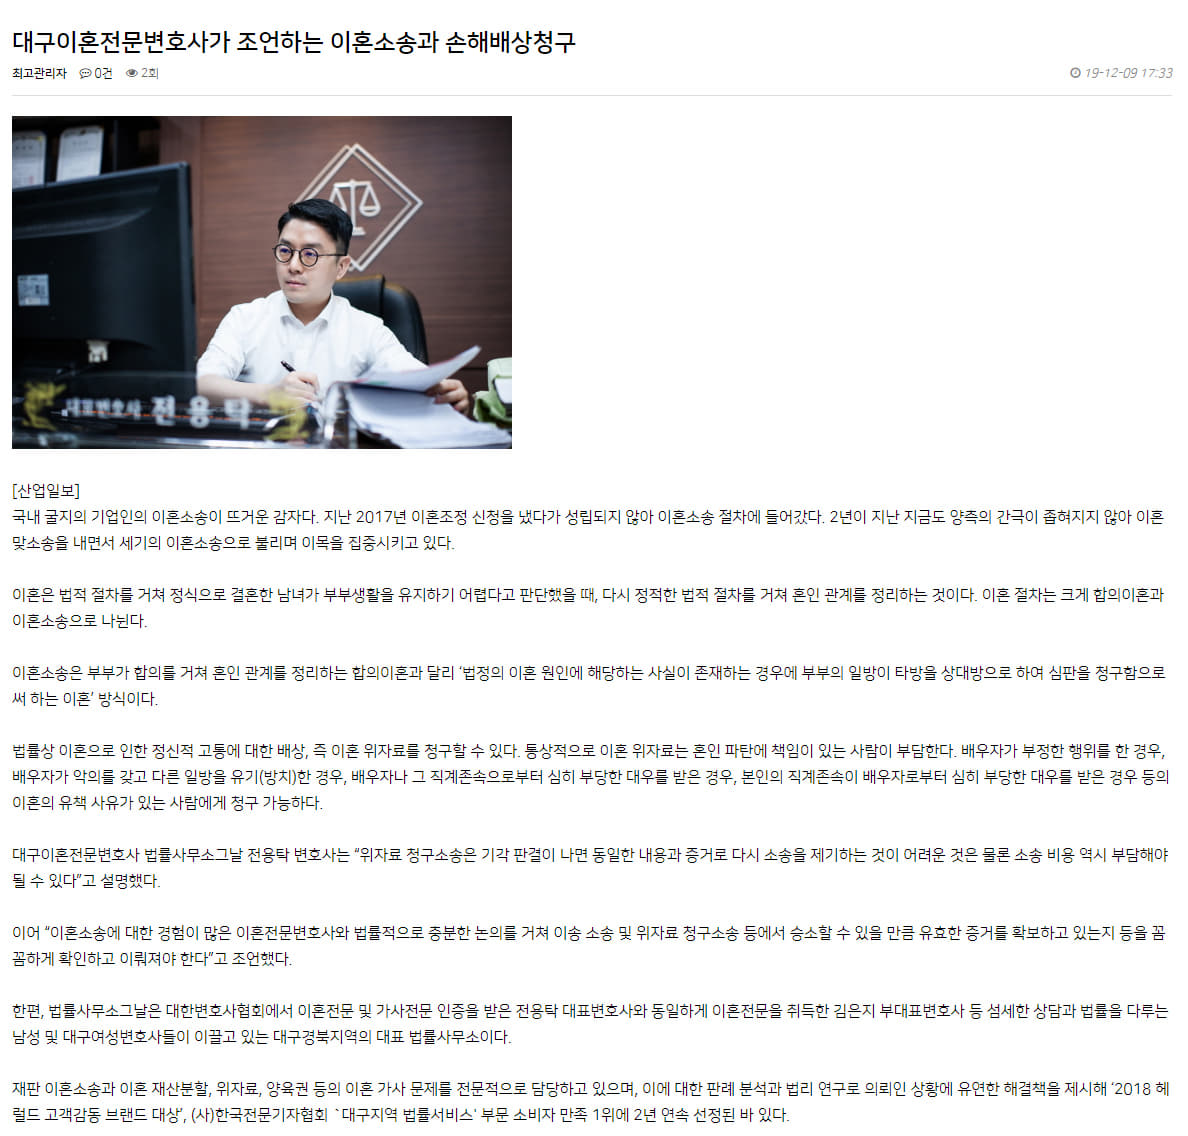 대구이혼전문변호사가 조언하는 이혼소송과 손해배상청구
최고관리자 0건 2회 19-12-09 17:33
대표변호사 전용탁
[산업일보]
국내 굴지의 기업인의 이혼소송이 뜨거운 감자다. 지난 2017년 이혼조정 신청을 냈다가 성립되지 않아 이혼소송 절차에 들어갔다. 2년이 지난 지금도 양측의 간극이 좁혀지지 않아 이혼
맞소송을 내면서 세기의 이혼소송으로 불리며 이목을 집중시키고 있다.
이혼은 법적 절차를 거쳐 정식으로 결혼한 남녀가 부부생활을 유지하기 어렵다고 판단했을 때, 다시 정적한 법적 절차를 거쳐 혼인 관계를 정리하는 것이다. 이혼 절차는 크게 합의이혼과
이혼소송으로 나뉜다.
이혼소송은 부부가 합의를 거쳐 혼인 관계를 정리하는 합의이혼과 달리 ‘법정의 이혼 원인에 해당하는 사실이 존재하는 경우에 부부의 일방이 타방을 상대방으로 하여 심판을 청구함으로
써 하는 이혼’ 방식이다.
법률상 이혼으로 인한 정신적 고통에 대한 배상, 즉 이혼 위자료를 청구할 수 있다. 통상적으로 이혼 위자료는 혼인 파탄에 책임이 있는 사람이 부담한다. 배우자가 부정한 행위를 한 경우,
배우자가 악의를 갖고 다른 일방을 유기(방치)한 경우, 배우자나 그 직계존속으로부터 심히 부당한 대우를 받은 경우, 본인의 직계존속이 배우자로부터 심히 부당한 대우를 받은 경우 등의
이혼의 유책 사유가 있는 사람에게 청구 가능하다.
대구이혼전문변호사 법률사무소그날 전용탁 변호사는 “위자료 청구소송은 기각 판결이 나면 동일한 내용과 증거로 다시 소송을 제기하는 것이 어려운 것은 물론 소송 비용 역시 부담해야
될 수 있다”고 설명했다.
이어 “이혼소송에 대한 경험이 많은 이혼전문변호사와 법률적으로 충분한 논의를 거쳐 이송 소송 및 위자료 청구소송 등에서 승소할 수 있을 만큼 유효한 증거를 확보하고 있는지 등을 꼼
꼼하게 확인하고 이뤄져야 한다”고 조언했다.
한편, 법률사무소그날은 대한변호사협회에서 이혼전문 및 가사전문 인증을 받은 전용탁 대표변호사와 동일하게 이혼전문을 취득한 김은지 부대표변호사 등 섬세한 상담과 법률을 다루는
남성 및 대구여성변호사들이 이끌고 있는 대구경북지역의 대표 법률사무소이다.
재판 이혼소송과 이혼 재산분할, 위자료, 양육권 등의 이혼 가사 문제를 전문적으로 담당하고 있으며, 이에 대한 판례 분석과 법리 연구로 의뢰인 상황에 유연한 해결책을 제시해 ‘2018 헤
럴드 고객감동 브랜드 대상’, (사)한국전문기자협회 `대구지역 법률서비스' 부문 소비자 만족 1위에 2년 연속 선정된 바 있다.